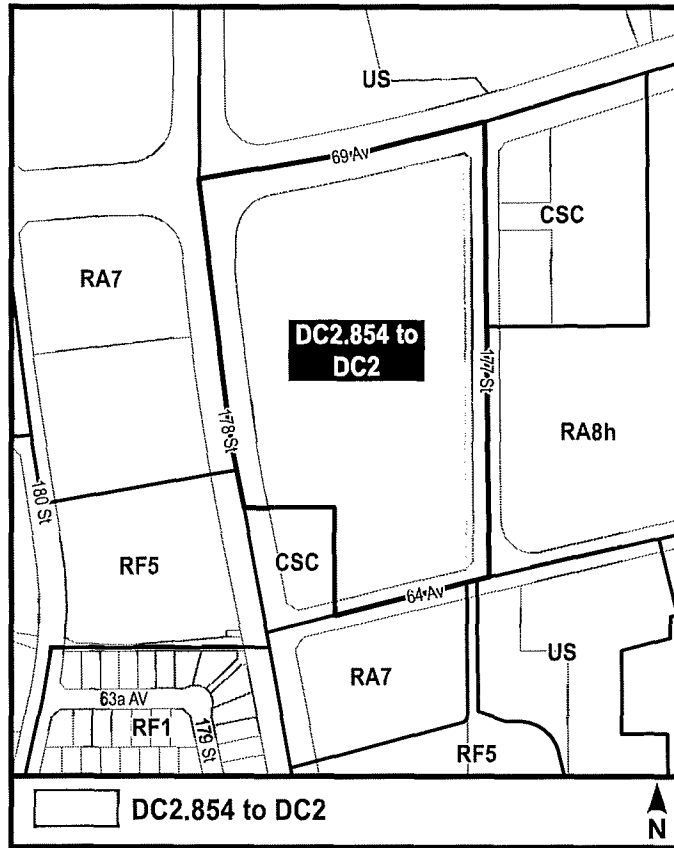 US
69 Av
CSC
RA7
DC2.854 to
DC2
177 St
178 St
RA8h
180 St
CSC
RF5
64 Av
US
RA7
63a AV
RF1
179 St
RF5
DC2.854 to DC2
N